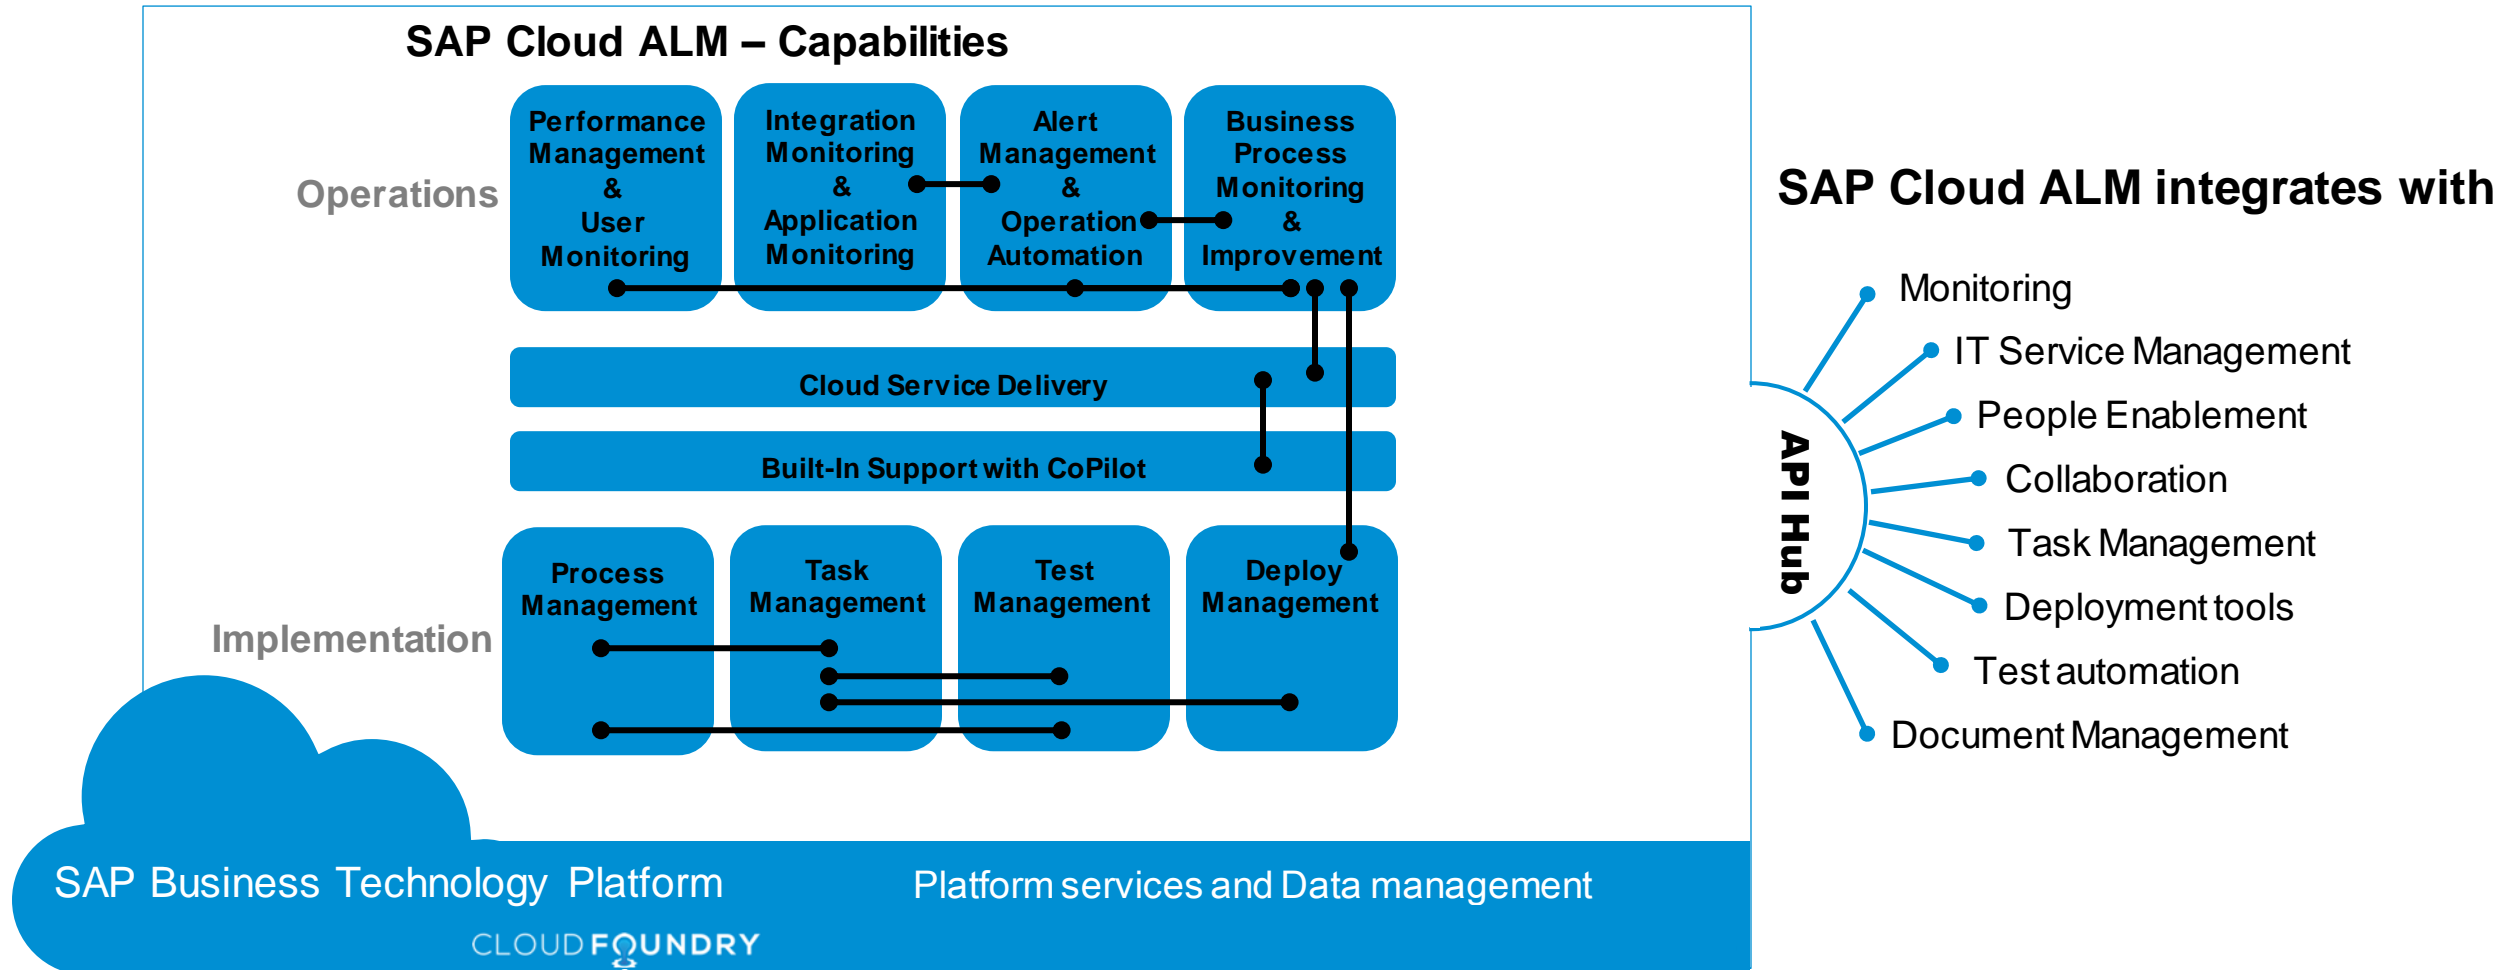 SAP Cloud ALM – Capabilities
Operations
Performance
Management
&
User
Monitoring
Integration
Monitoring
&
Application
Monitoring
Alert
Management
&
Operation
Automation
Business
Process
Monitoring
&
Improvement
Cloud Service Delivery
Built-In Support with CoPilot
Implementation
Process
Management
Task
Management
Test
Management
Deploy
Management
SAP Business Technology Platform
Platform services and Data management
CLOUD FOUNDRY
SAP Cloud ALM integrates with
API Hub
Monitoring
IT Service Management
People Enablement
Collaboration
Task Management
Deployment tools
Test automation
Document Management